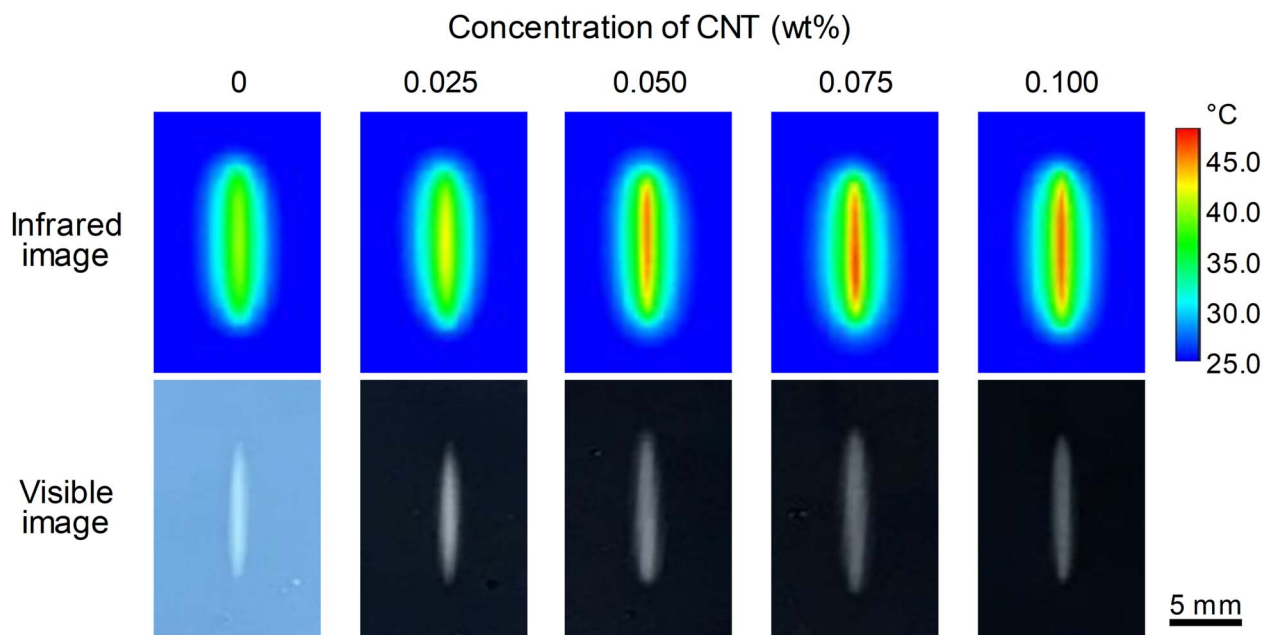 Concentration of CNT (wt%)
0 0.025 0.050 0.075 0.100
°C
45.0
40.0
35.0
30.0
25.0
Infrared
image
Visible
image
5 mm